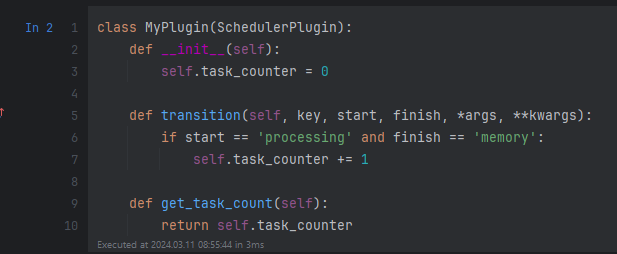 In 2 1 class MyPlugin(SchedulerPlugin):
2 def __init__(self):
3 self.task_counter = 0
4
5 def transition(self, key, start, finish, *args, **kwargs):
6 if start == 'processing' and finish == 'memory':
7 self.task_counter += 1
8
9 def get_task_count(self):
10 return self.task_counter
Executed at 2024.03.11 08:55:44 in 3ms